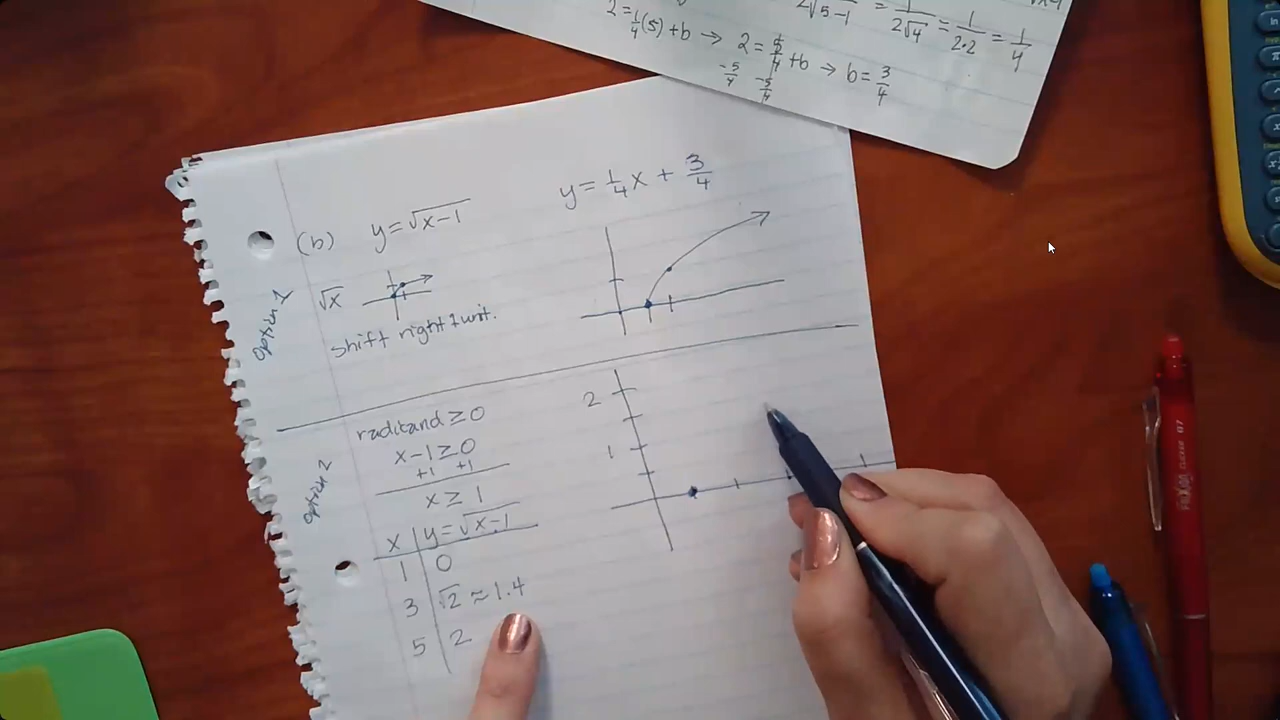 2 = 1/4(5) + b → 2 = 5/4 + b → b = 3/4
-5/4 -5/4
2√5-1 = 1/2√4 = 1/2·2 = 1/4
y = 1/4x + 3/4
(b) y = √x-1
Option 1
√x
shift right 1 unit.
Option 2
radicand ≥ 0
x-1 ≥ 0
+1 +1
x ≥ 1
x y = √x-1
1 0
3 √2 ≈ 1.4
5 2
2
1